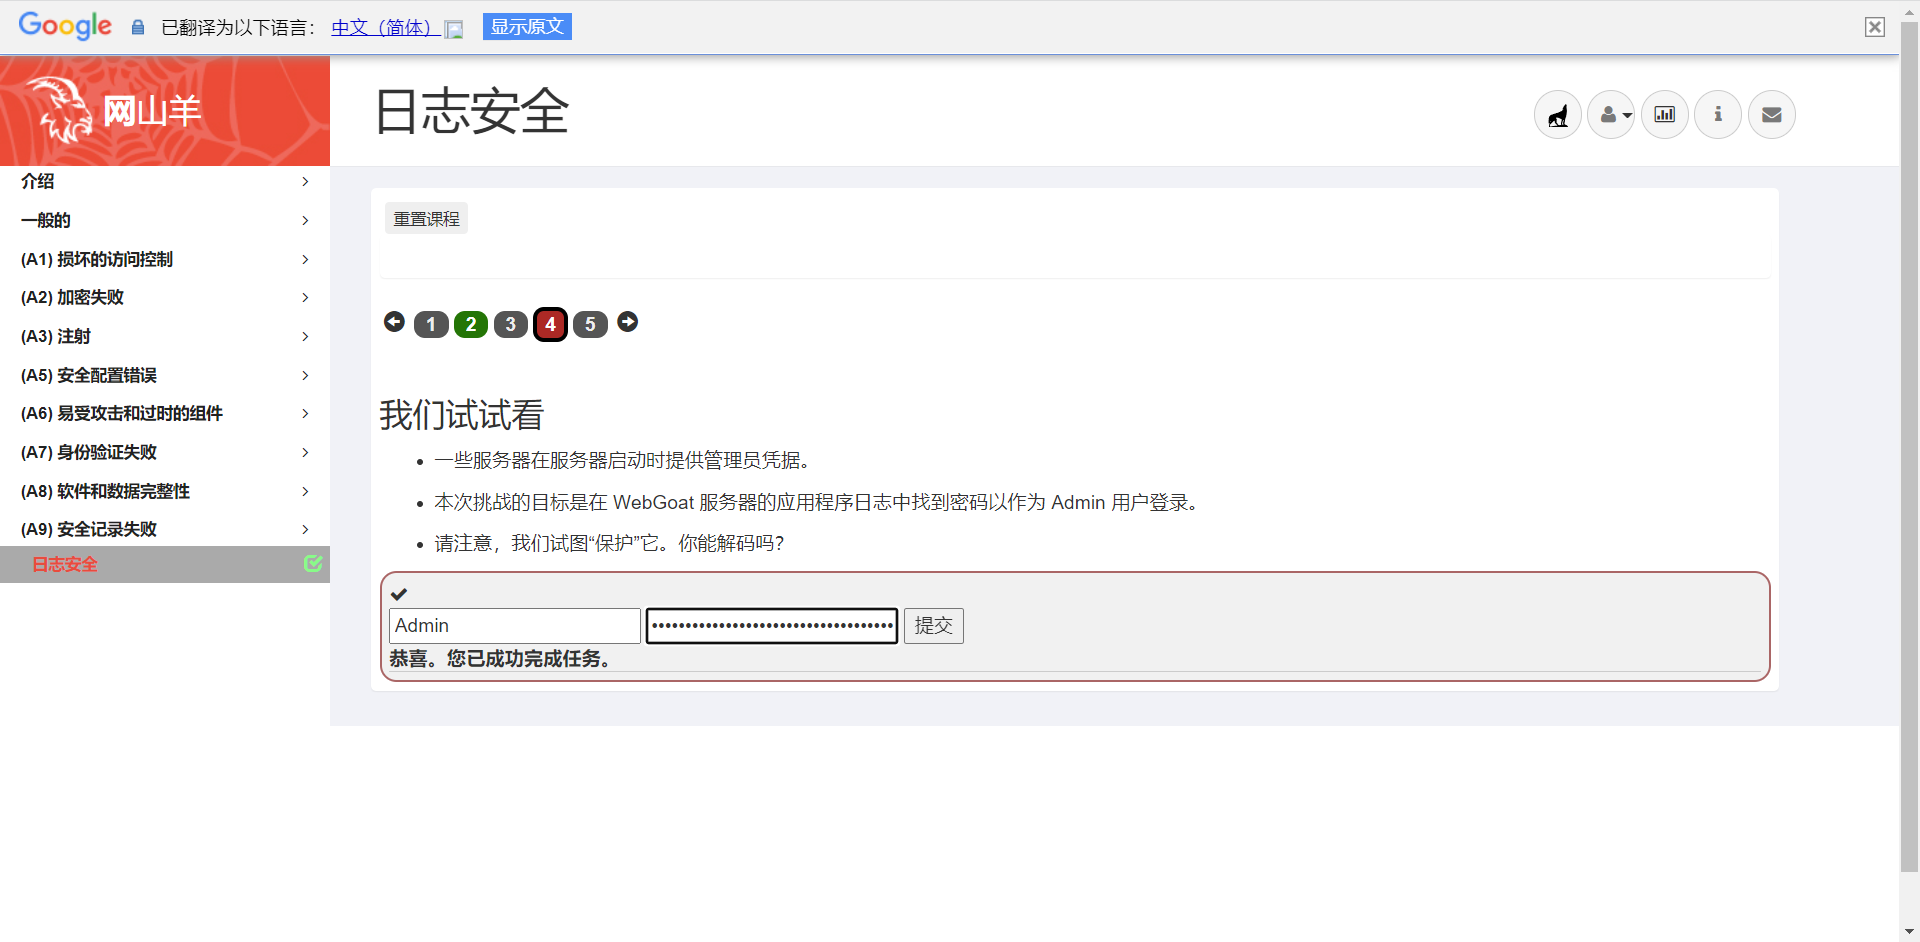 Google 已翻译为以下语言： 中文（简体） 显示原文
网山羊
日志安全
介绍
一般的
(A1) 损坏的访问控制
(A2) 加密失败
(A3) 注射
(A5) 安全配置错误
(A6) 易受攻击和过时的组件
(A7) 身份验证失败
(A8) 软件和数据完整性
(A9) 安全记录失败
日志安全
重置课程
1 2 3 4 5
我们试试看
一些服务器在服务器启动时提供管理员凭据。
本次挑战的目标是在 WebGoat 服务器的应用程序日志中找到密码以作为 Admin 用户登录。
请注意，我们试图“保护”它。你能解码吗？
Admin 提交
恭喜。您已成功完成任务。